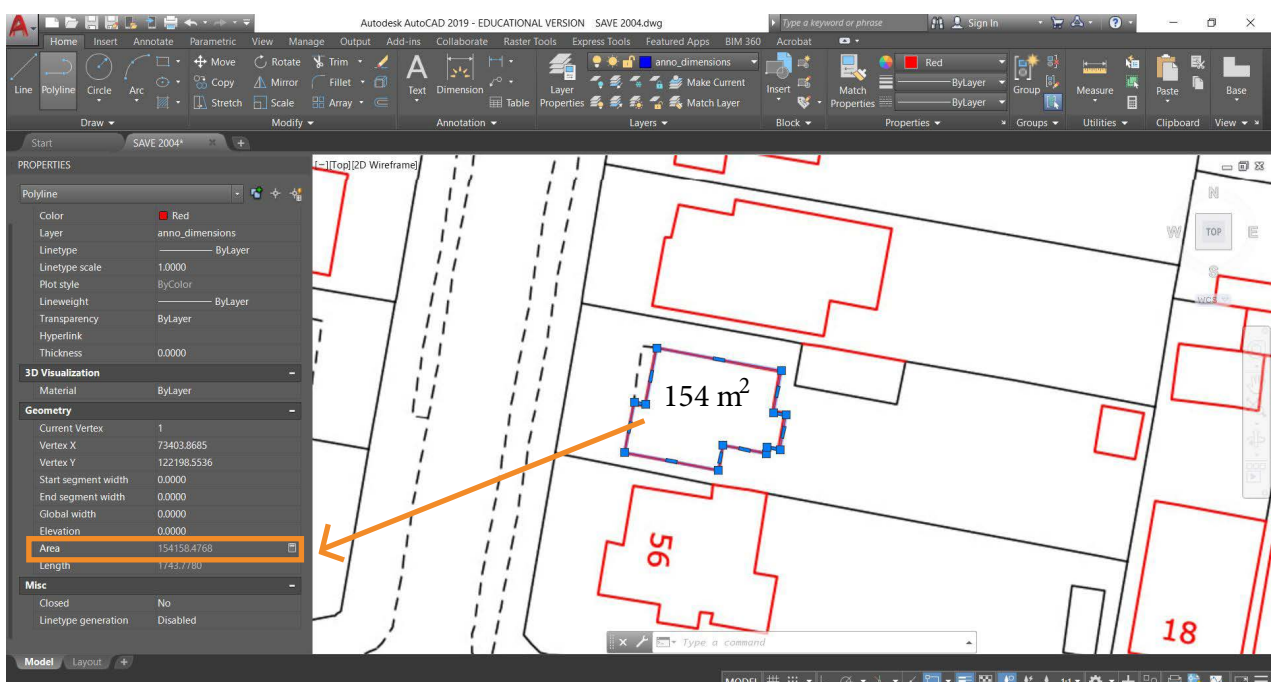 Autodesk AutoCAD 2019 - EDUCATIONAL VERSION SAVE 2004.dwg
Type a keyword or phrase
Sign In
Home Insert Annotate Parametric View Manage Output Add-ins Collaborate Raster Tools Express Tools Featured Apps BIM 360 Acrobat
Move Rotate Trim
anno_dimensions
Red
Copy Mirror Fillet
Make Current
ByLayer
Line Polyline Circle Arc
Text Dimension
Layer
Properties
Insert
Match
Properties
Group
Measure
Paste
Base
Stretch Scale Array
Table
Match Layer
ByLayer
Draw Modify Annotation Layers Block Properties Groups Utilities Clipboard View
Start SAVE 2004* +
PROPERTIES
[−][Top][2D Wireframe]
Polyline
Color Red
Layer anno_dimensions
Linetype ByLayer
Linetype scale 1.0000
Plot style ByColor
Lineweight ByLayer
Transparency ByLayer
Hyperlink
Thickness 0.0000
3D Visualization
Material ByLayer
Geometry
Current Vertex 1
Vertex X 73403.8685
Vertex Y 122198.5536
Start segment width 0.0000
End segment width 0.0000
Global width 0.0000
Elevation 0.0000
Area 154158.4768
Length 1743.7780
Misc
Closed No
Linetype generation Disabled
N
W TOP E
S
WCS
154 m²
56
18
Type a command
Model Layout +
MODEL 1:1